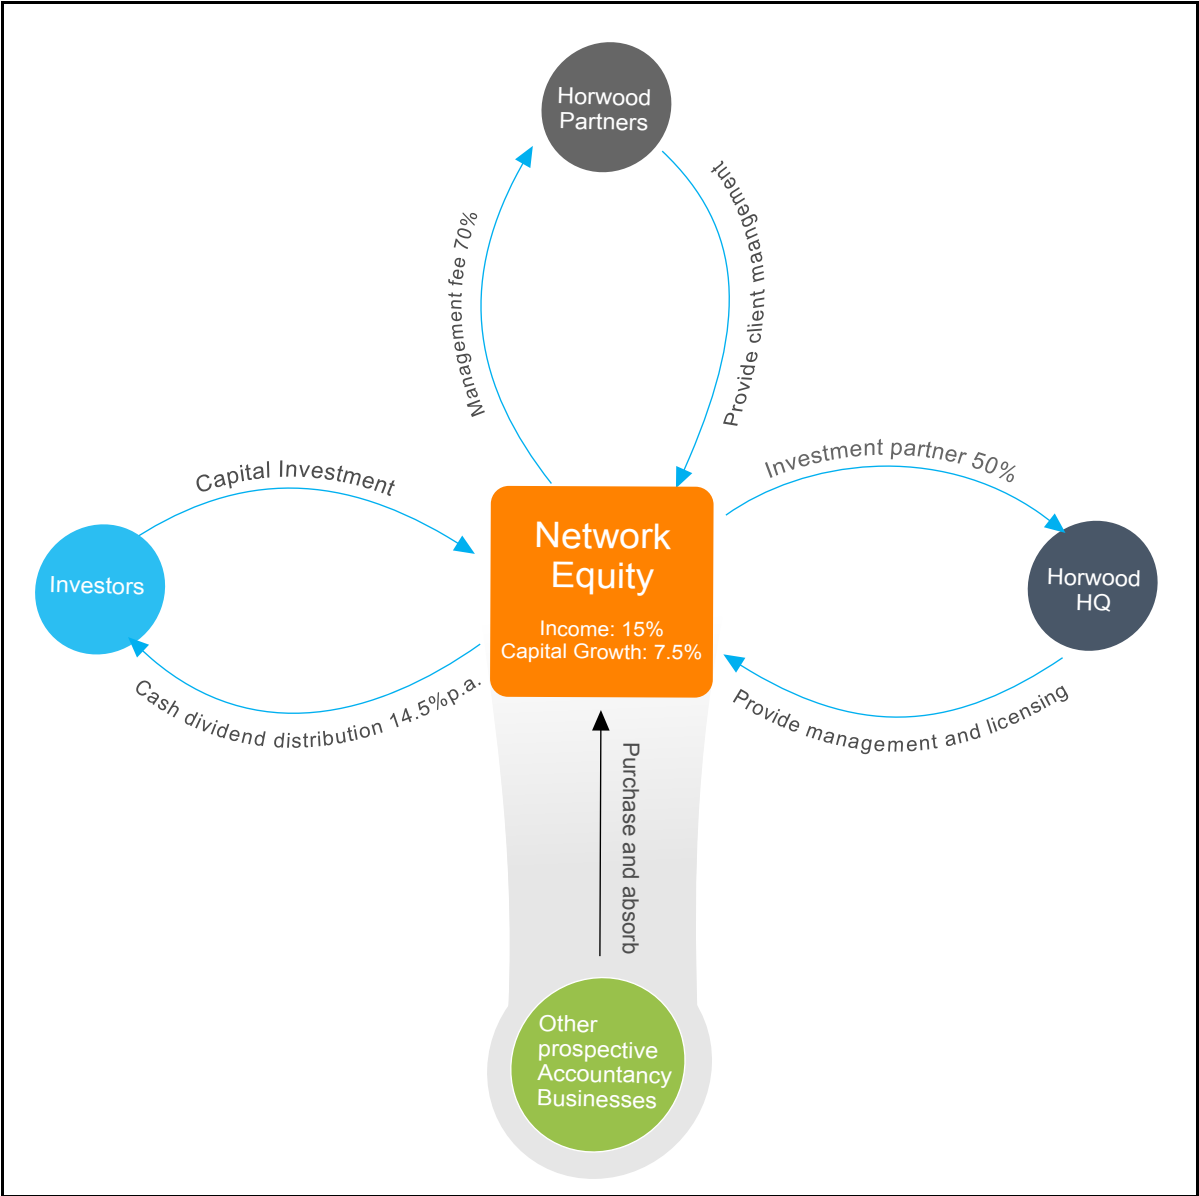 Horwood
Partners
Management fee 70%
Provide client maangement
Capital Investment
Investment partner 50%
Network
Equity
Income: 15%
Capital Growth: 7.5%
Investors
Horwood
HQ
Cash dividend distribution 14.5%p.a.
Provide management and licensing
Purchase and absorb
Other
prospective
Accountancy
Businesses